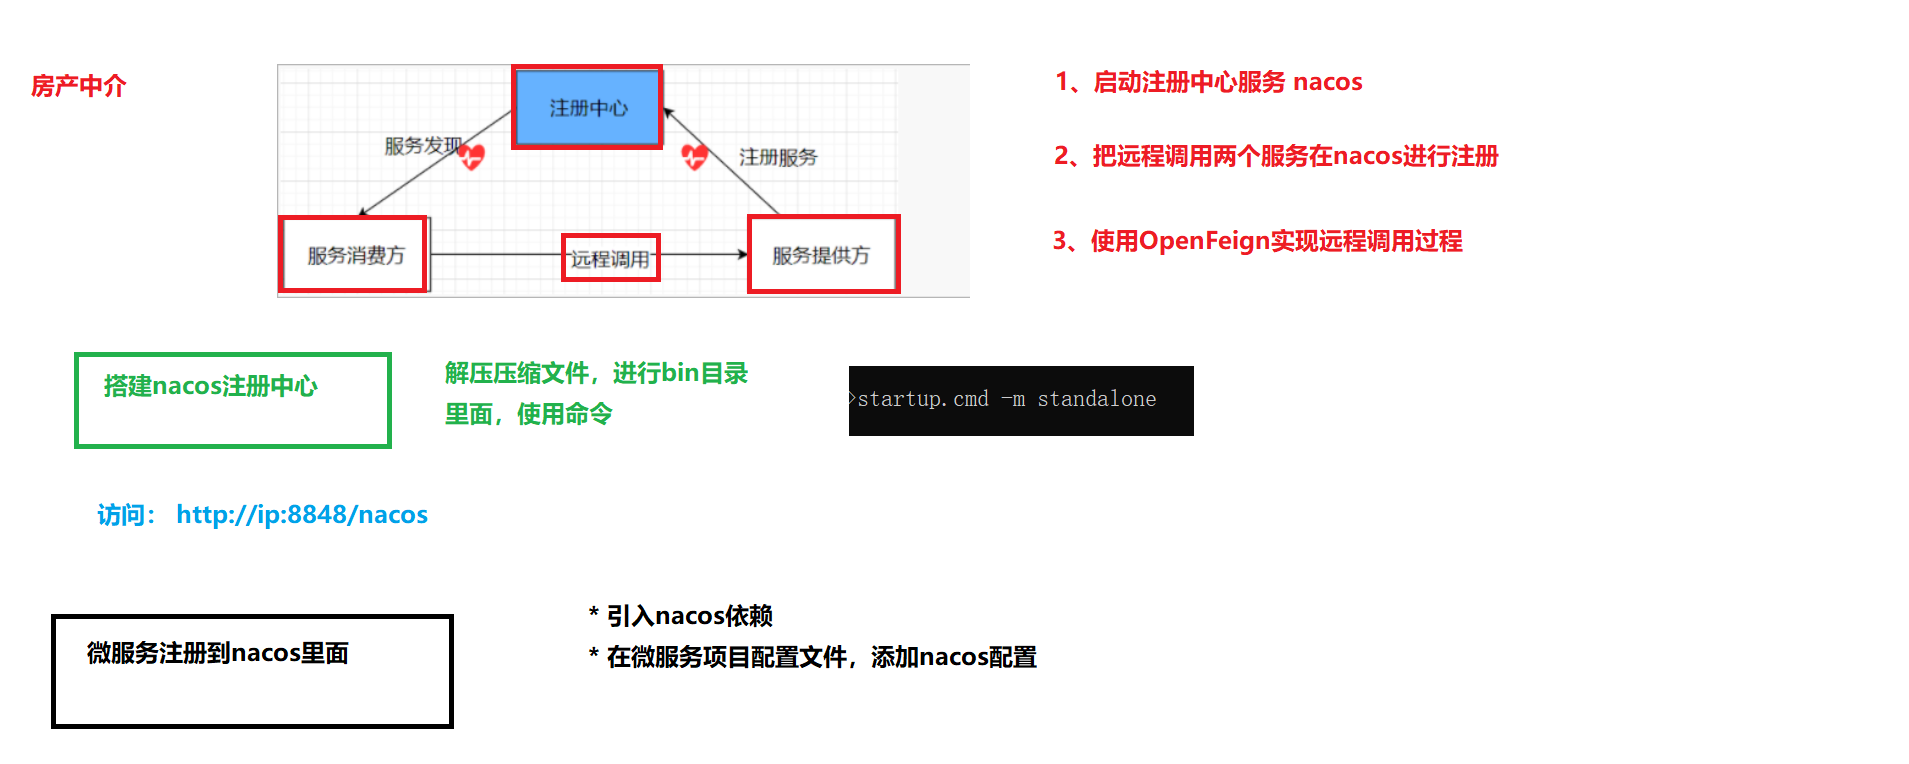 房产中介
注册中心
服务发现
注册服务
服务消费方
远程调用
服务提供方
1、启动注册中心服务 nacos
2、把远程调用两个服务在nacos进行注册
3、使用OpenFeign实现远程调用过程
搭建nacos注册中心
解压压缩文件，进行bin目录
里面，使用命令
>startup.cmd -m standalone
访问： http://ip:8848/nacos
微服务注册到nacos里面
* 引入nacos依赖
* 在微服务项目配置文件，添加nacos配置